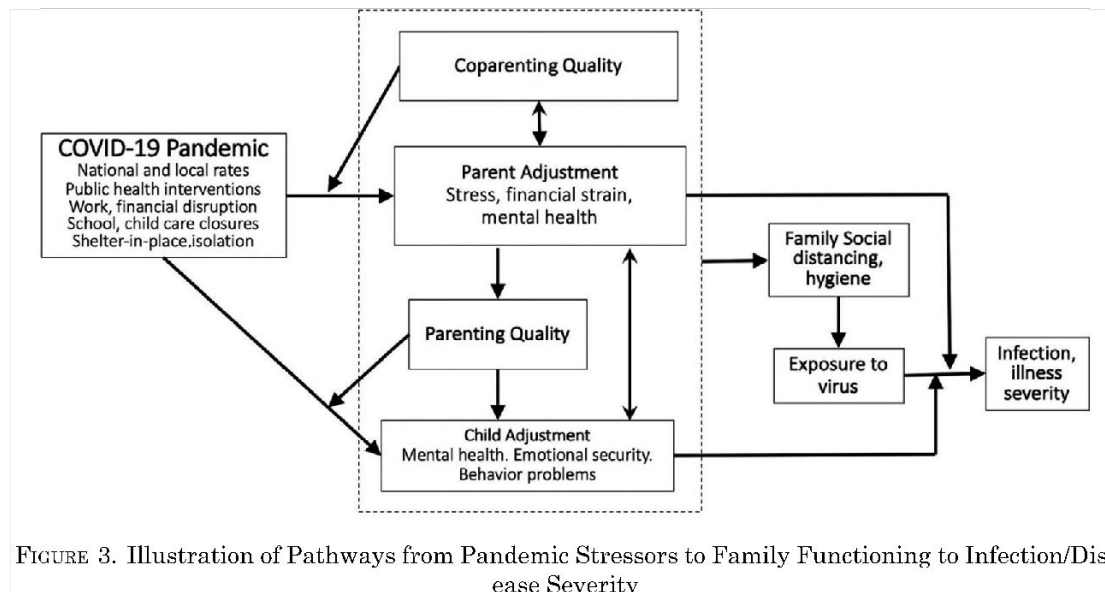 Coparenting Quality
COVID-19 Pandemic
National and local rates
Public health interventions
Work, financial disruption
School, child care closures
Shelter-in-place,isolation
Parent Adjustment
Stress, financial strain,
mental health
Family Social
distancing,
hygiene
Parenting Quality
Exposure to
virus
Infection,
illness
severity
Child Adjustment
Mental health. Emotional security.
Behavior problems
FIGURE 3. Illustration of Pathways from Pandemic Stressors to Family Functioning to Infection/Dis
ease Severity